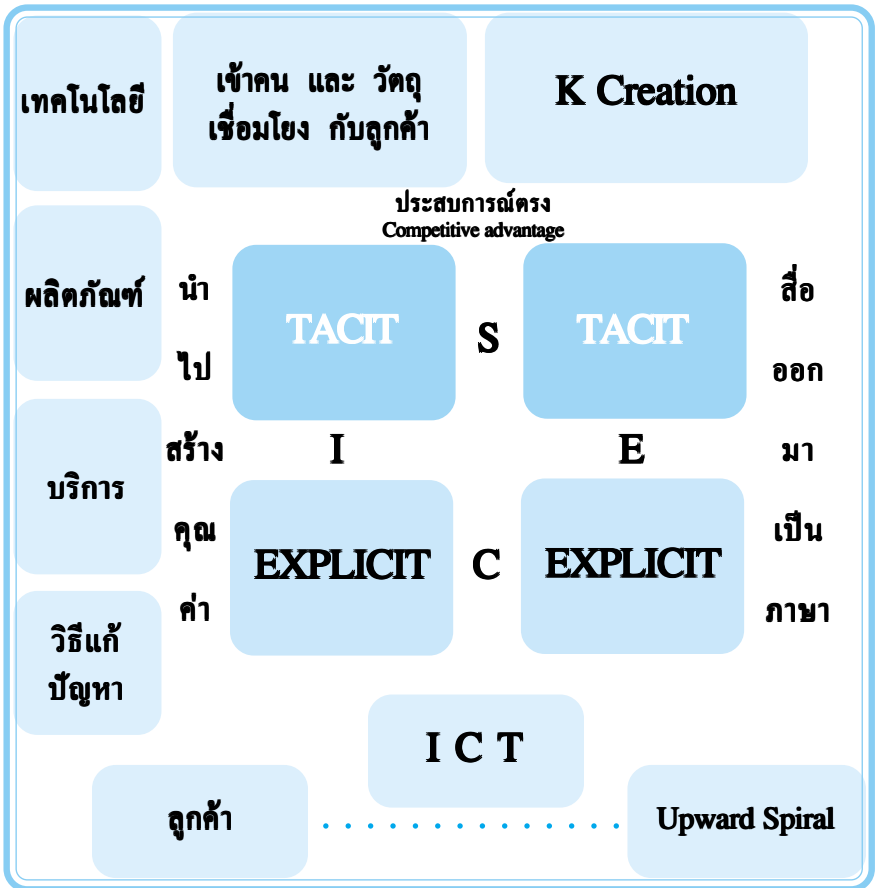 เทคโนโลยี
เข้าคน และ วัตถุ
เชื่อมโยง กับลูกค้า
K Creation
ประสบการณ์ตรง
Competitive advantage
ผลิตภัณฑ์
นำ
ไป
สร้าง
คุณ
ค่า
TACIT
S
TACIT
สื่อ
ออก
มา
เป็น
ภาษา
I
E
บริการ
EXPLICIT
C
EXPLICIT
วิธีแก้
ปัญหา
I C T
ลูกค้า
Upward Spiral